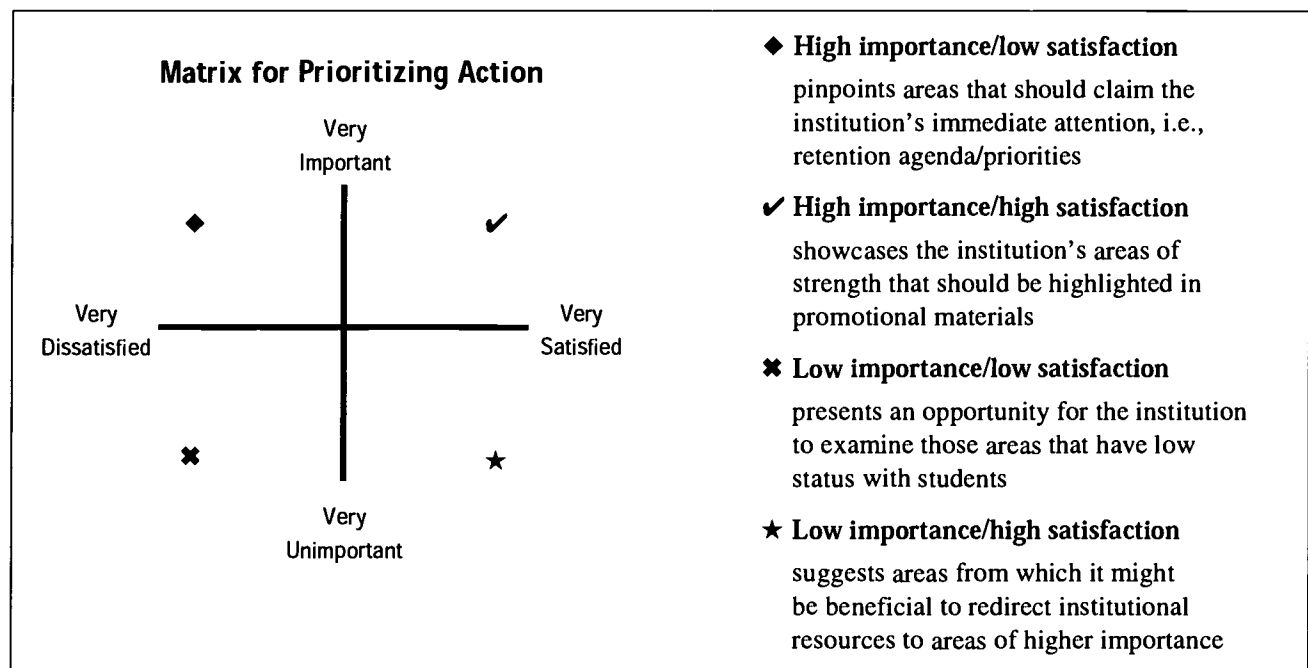 Matrix for Prioritizing Action
Very
Important
◆
✔
Very
Dissatisfied
Very
Satisfied
✖
★
Very
Unimportant
◆ High importance/low satisfaction
pinpoints areas that should claim the
institution’s immediate attention, i.e.,
retention agenda/priorities
✔ High importance/high satisfaction
showcases the institution’s areas of
strength that should be highlighted in
promotional materials
✖ Low importance/low satisfaction
presents an opportunity for the institution
to examine those areas that have low
status with students
★ Low importance/high satisfaction
suggests areas from which it might
be beneficial to redirect institutional
resources to areas of higher importance